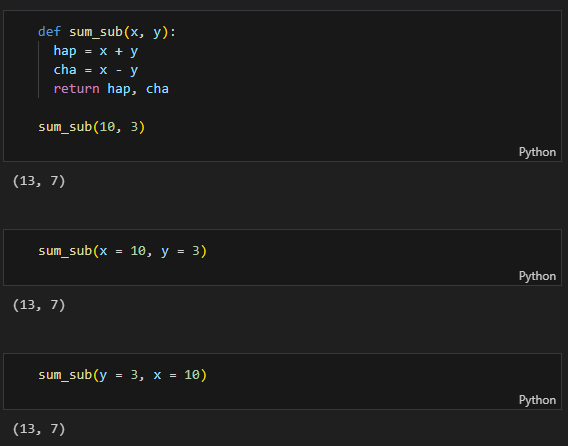 def sum_sub(x, y):
hap = x + y
cha = x - y
return hap, cha
sum_sub(10, 3)
Python
(13, 7)
sum_sub(x = 10, y = 3)
Python
(13, 7)
sum_sub(y = 3, x = 10)
Python
(13, 7)